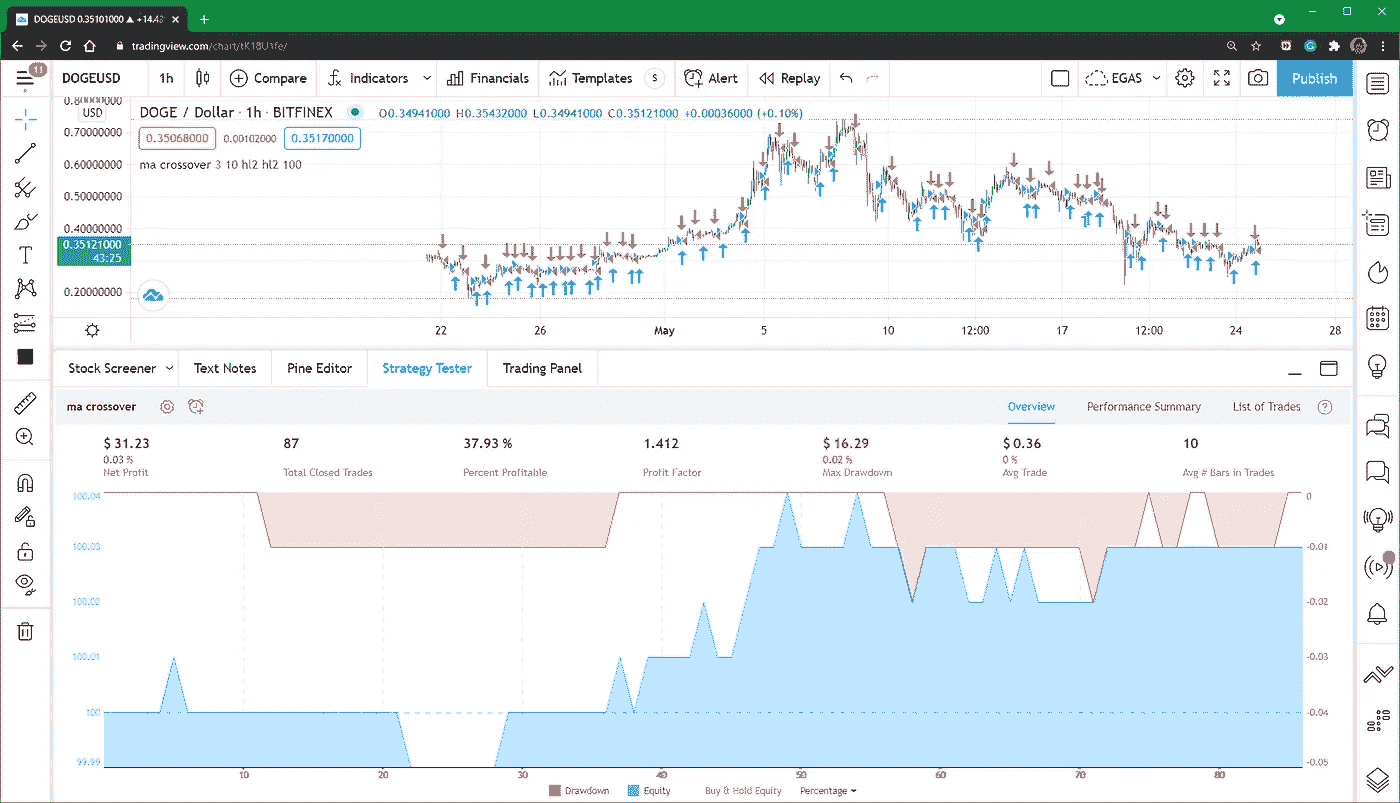 DOGEUSD 0.35101000 ▲ +14.43
tradingview.com/chart/tK18U1fe/
11
DOGEUSD 1h Compare Indicators Financials Templates S Alert Replay EGAS Publish
USD
DOGE / Dollar · 1h · BITFINEX O0.34941000 H0.35432000 L0.34941000 C0.35121000 +0.00036000 (+0.10%)
0.35068000 0.00102000 0.35170000
ma crossover 3 10 hl2 hl2 100
0.80000000
0.70000000
0.60000000
0.50000000
0.40000000
0.35121000
43:25
0.20000000
22 26 May 5 10 12:00 17 12:00 24 28
Stock Screener Text Notes Pine Editor Strategy Tester Trading Panel
ma crossover Overview Performance Summary List of Trades
$ 31.23 87 37.93 % 1.412 $ 16.29 $ 0.36 10
0.03 % 0.02 % 0 %
Net Profit Total Closed Trades Percent Profitable Profit Factor Max Drawdown Avg Trade Avg # Bars in Trades
100.04 0
100.03 -0.01
100.02 -0.02
100.01 -0.03
100 -0.04
99.99 -0.05
10 20 30 40 50 60 70 80
Drawdown Equity Buy & Hold Equity Percentage